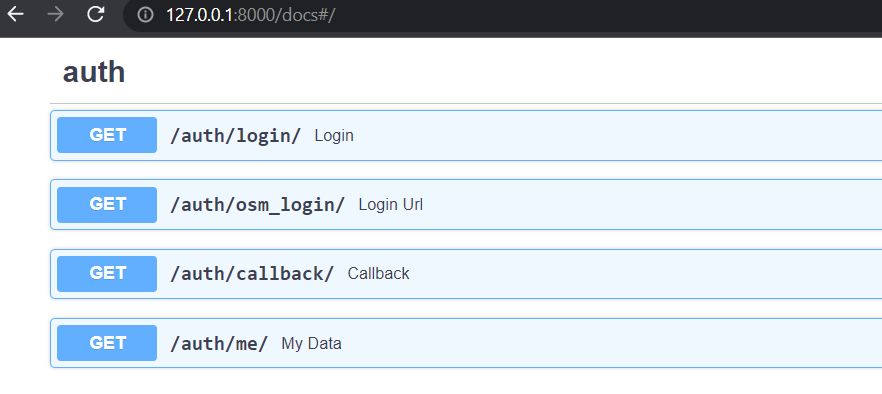 127.0.0.1:8000/docs#/
auth
GET /auth/login/ Login
GET /auth/osm_login/ Login Url
GET /auth/callback/ Callback
GET /auth/me/ My Data